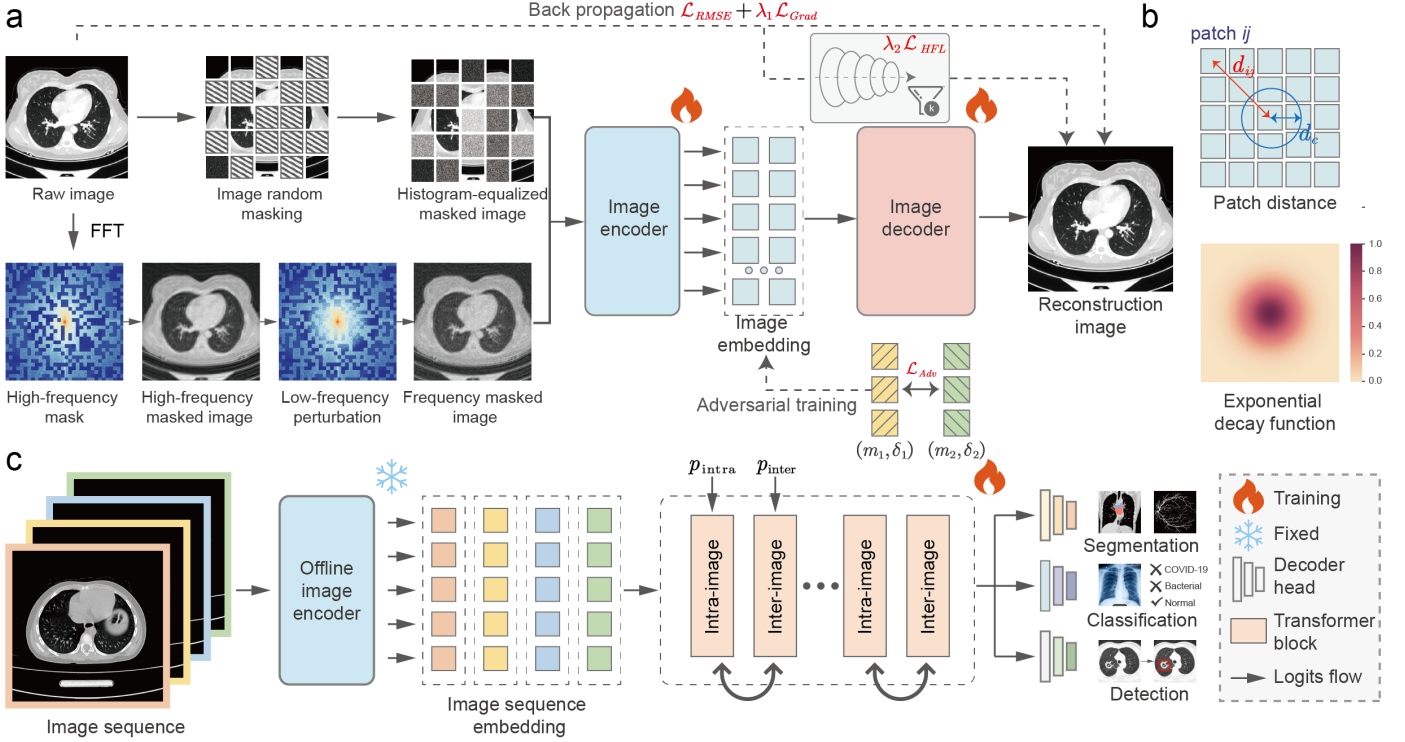 a
Back propagation L_RMSE + λ1 L_Grad
λ2 L_HFL
k
Raw image
Image random
masking
Histogram-equalized
masked image
FFT
High-frequency
mask
High-frequency
masked image
Low-frequency
perturbation
Frequency masked
image
Image
encoder
Image
embedding
Image
decoder
Reconstruction
image
Adversarial training
L_Adv
(m1, δ1)
(m2, δ2)
b
patch ij
d_ij
d_c
Patch distance
1.0
0.8
0.6
0.4
0.2
0.0
Exponential
decay function
c
Image sequence
Offline
image
encoder
Image sequence
embedding
p_intra
p_inter
Intra-image
Inter-image
Intra-image
Inter-image
Segmentation
COVID-19
Bacterial
Normal
Classification
Detection
Training
Fixed
Decoder
head
Transformer
block
Logits flow